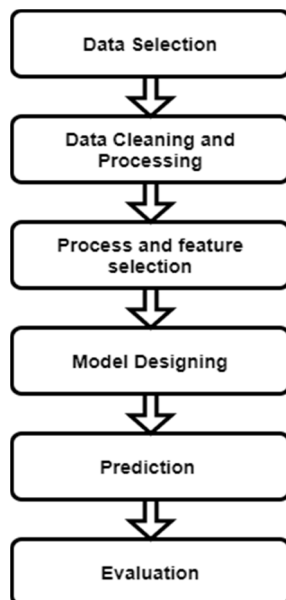 Data Selection
Data Cleaning and
Processing
Process and feature
selection
Model Designing
Prediction
Evaluation